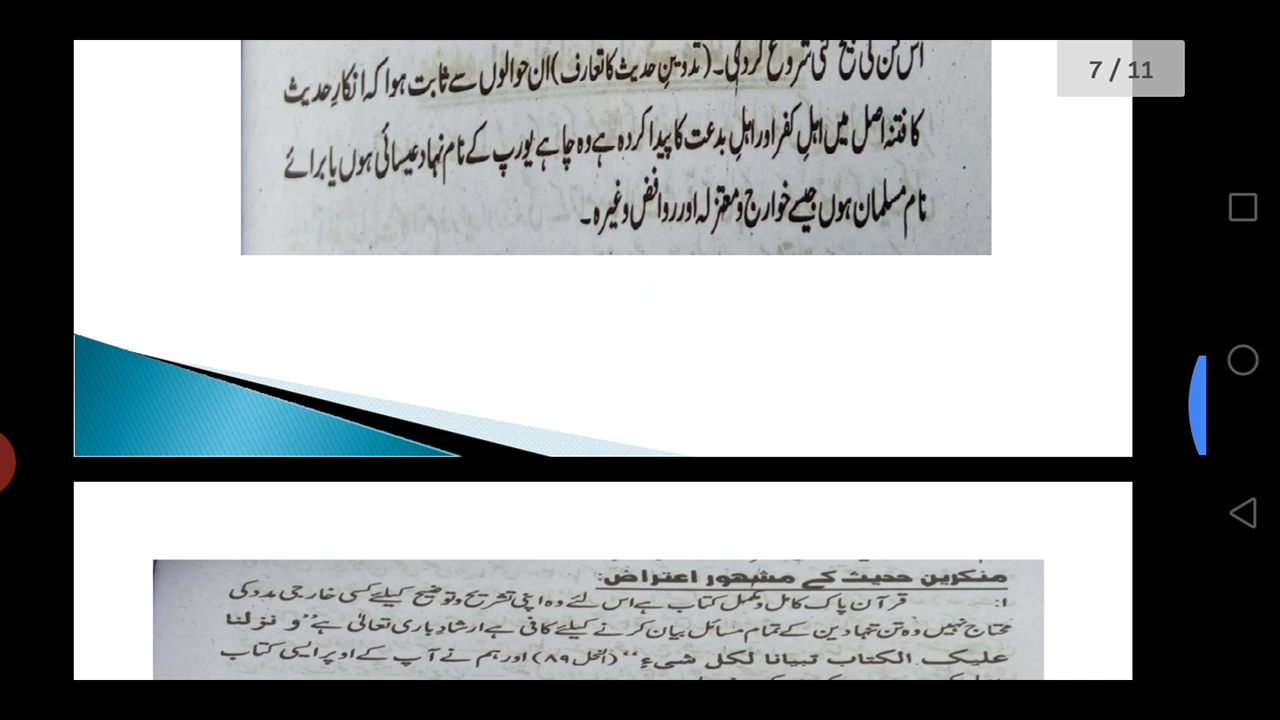 7 / 11
اس فن کی بیخ کنی شروع کردی۔ (تدوینِ حدیث کا تعارف) ان حوالوں سے ثابت ہوا کہ انکارِ حدیث
کا فتنہ اصل میں اہلِ کفر اور اہلِ بدعت کا پیدا کردہ ہے وہ چاہے یورپ کے نام نہاد عیسائی ہوں یا برائے
نام مسلمان ہوں جیسے خوارج و معتزلہ اور روافض وغیرہ۔
منکرین حدیث کے مشہور اعتراض:
۱: قرآن پاک کامل و مکمل کتاب ہے اس لئے وہ اپنی تشریح و توضیح کیلئے کسی خارجی مدد کی
محتاج نہیں وہ تن تنہا دین کے تمام مسائل بیان کرنے کیلئے کافی ہے ارشاد باری تعالیٰ ہے ’’و نزلنا
علیک الکتاب تبیانا لکل شیءٍ‘‘ (النحل ۸۹) اور ہم نے آپ کے اوپر ایسی کتاب